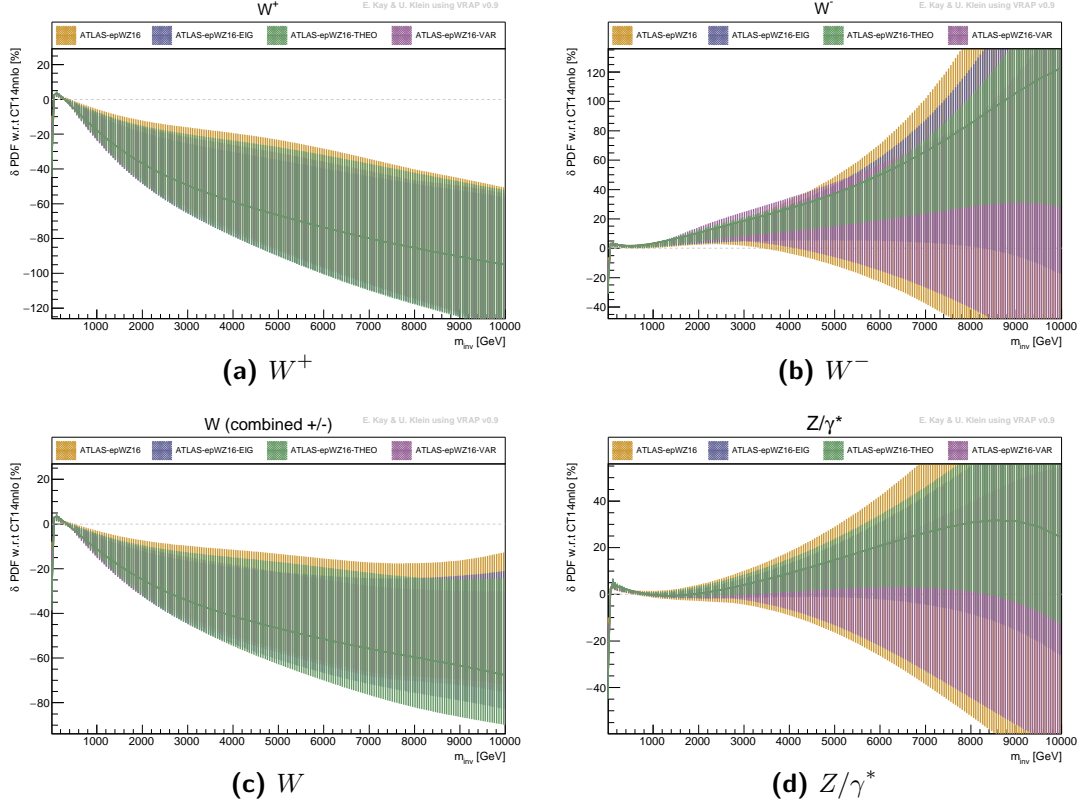 W+
E. Kay & U. Klein using VRAP v0.9
ATLAS-epWZ16 ATLAS-epWZ16-EIG ATLAS-epWZ16-THEO ATLAS-epWZ16-VAR
δ PDF w.r.t CT14nnlo [%]
20
0
−20
−40
−60
−80
−100
−120
1000 2000 3000 4000 5000 6000 7000 8000 9000 10000
m_inv [GeV]
(a) W+
W-
E. Kay & U. Klein using VRAP v0.9
ATLAS-epWZ16 ATLAS-epWZ16-EIG ATLAS-epWZ16-THEO ATLAS-epWZ16-VAR
δ PDF w.r.t CT14nnlo [%]
120
100
80
60
40
20
0
−20
−40
1000 2000 3000 4000 5000 6000 7000 8000 9000 10000
m_inv [GeV]
(b) W−
W (combined +/-)
E. Kay & U. Klein using VRAP v0.9
ATLAS-epWZ16 ATLAS-epWZ16-EIG ATLAS-epWZ16-THEO ATLAS-epWZ16-VAR
δ PDF w.r.t CT14nnlo [%]
20
0
−20
−40
−60
−80
1000 2000 3000 4000 5000 6000 7000 8000 9000 10000
m_inv [GeV]
(c) W
Z/γ*
E. Kay & U. Klein using VRAP v0.9
ATLAS-epWZ16 ATLAS-epWZ16-EIG ATLAS-epWZ16-THEO ATLAS-epWZ16-VAR
δ PDF w.r.t CT14nnlo [%]
40
20
0
−20
−40
1000 2000 3000 4000 5000 6000 7000 8000 9000 10000
m_inv [GeV]
(d) Z/γ*